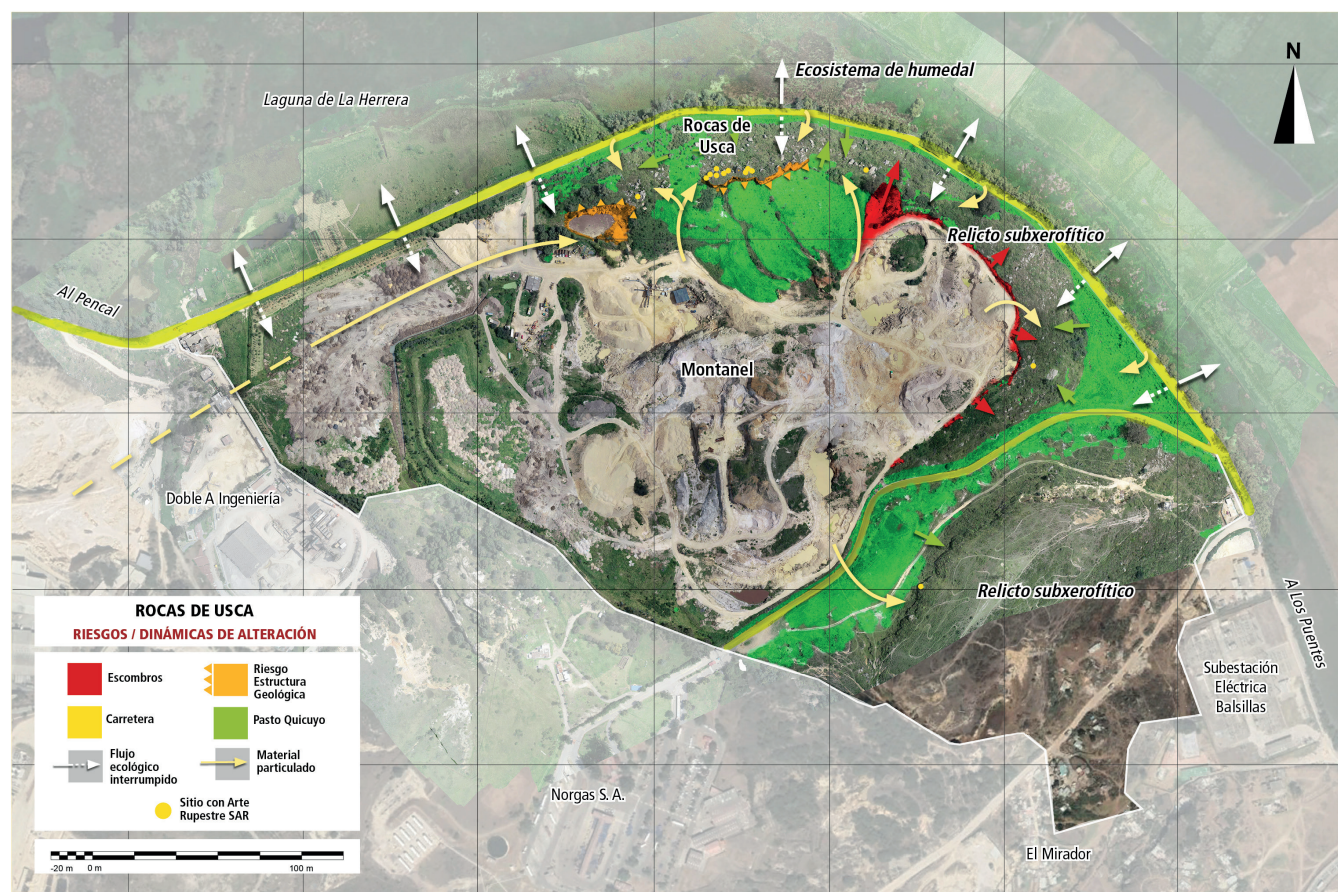 N
Ecosistema de humedal
Laguna de La Herrera
Rocas de
Usca
Relicto subxerofítico
Al Pencal
Montanel
Doble A Ingeniería
Relicto subxerofítico
A Los Puentes
Subestación
Eléctrica
Balsillas
Norgas S. A.
El Mirador
ROCAS DE USCA
RIESGOS / DINÁMICAS DE ALTERACIÓN
Escombros
Riesgo
Estructura
Geológica
Carretera
Pasto Quicuyo
Flujo
ecológico
interrumpido
Material
particulado
Sitio con Arte
Rupestre SAR
-20 m 0 m 100 m